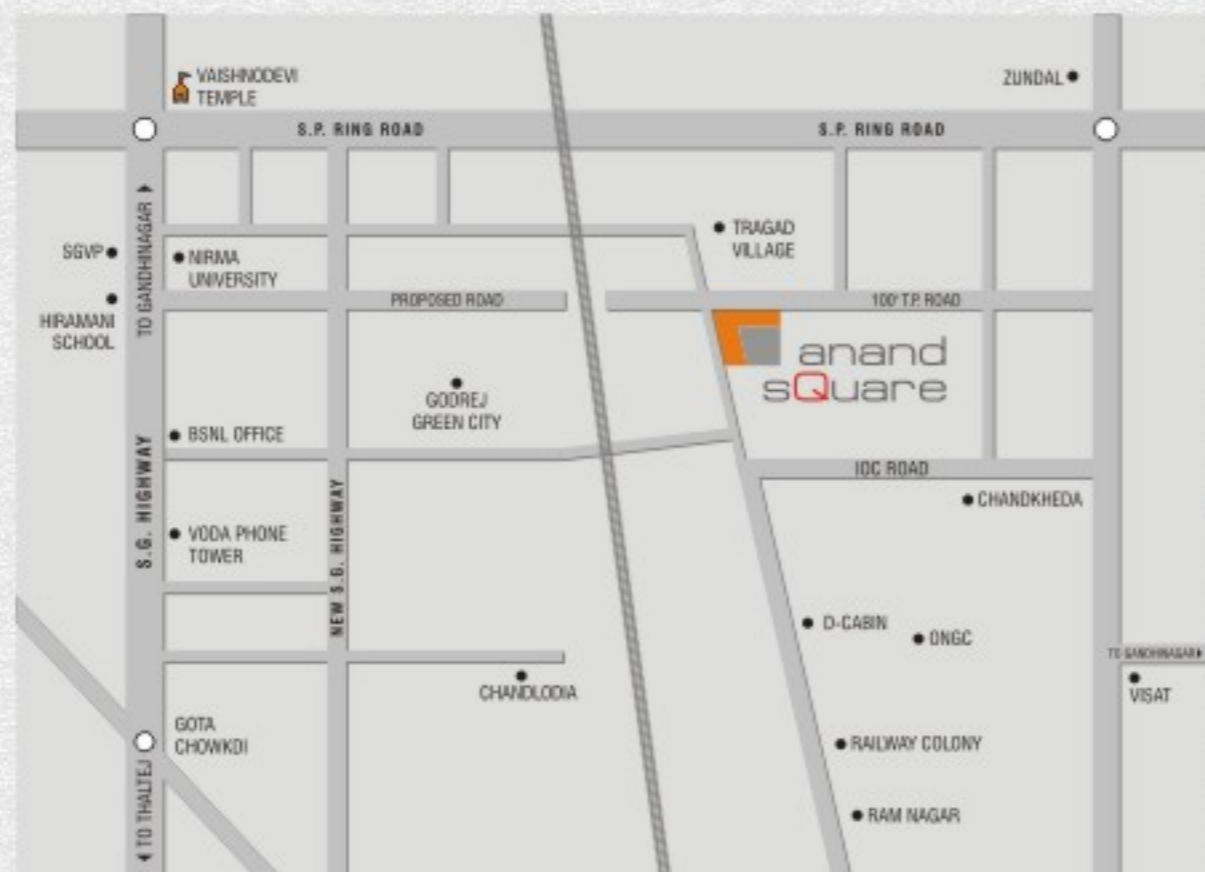 VAISHNODEVI
TEMPLE
ZUNDAL
S.P. RING ROAD
S.P. RING ROAD
TO GANDHINAGAR
SGVP
NIRMA
UNIVERSITY
TRAGAD
VILLAGE
HIRAMANI
SCHOOL
PROPOSED ROAD
100' T.P. ROAD
anand
sQuare
GODREJ
GREEN CITY
BSNL OFFICE
S.G. HIGHWAY
IOC ROAD
CHANDKHEDA
VODA PHONE
TOWER
NEW S.G. HIGHWAY
D-CABIN
ONGC
TO GANDHINAGAR
CHANDLODIA
VISAT
GOTA
CHOWKDI
RAILWAY COLONY
TO THALTEJ
RAM NAGAR